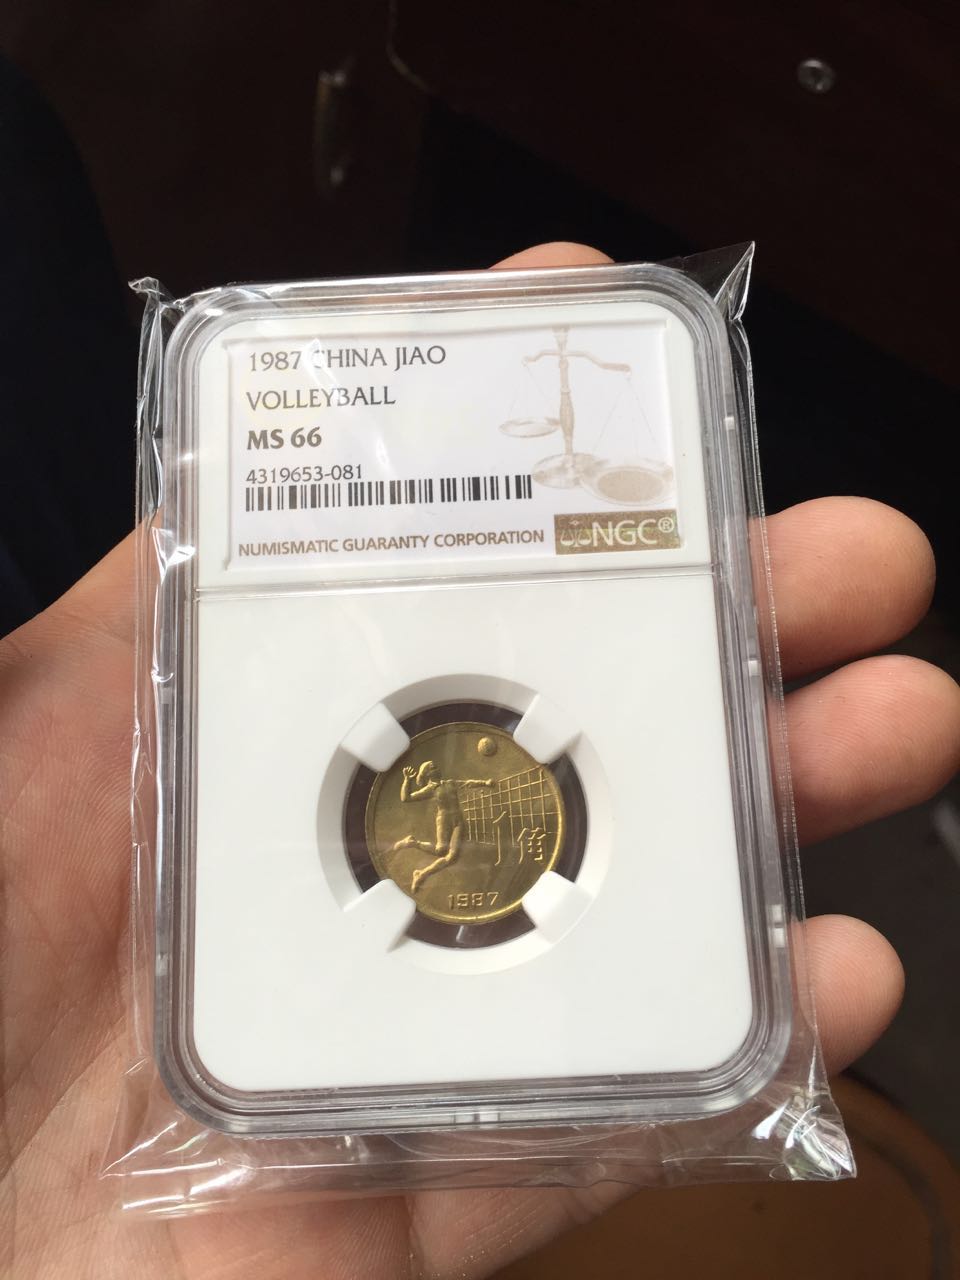 1987 CHINA JIAO
VOLLEYBALL
MS 66
4319653-081
NUMISMATIC GUARANTY CORPORATION
NGC®
1角
1987